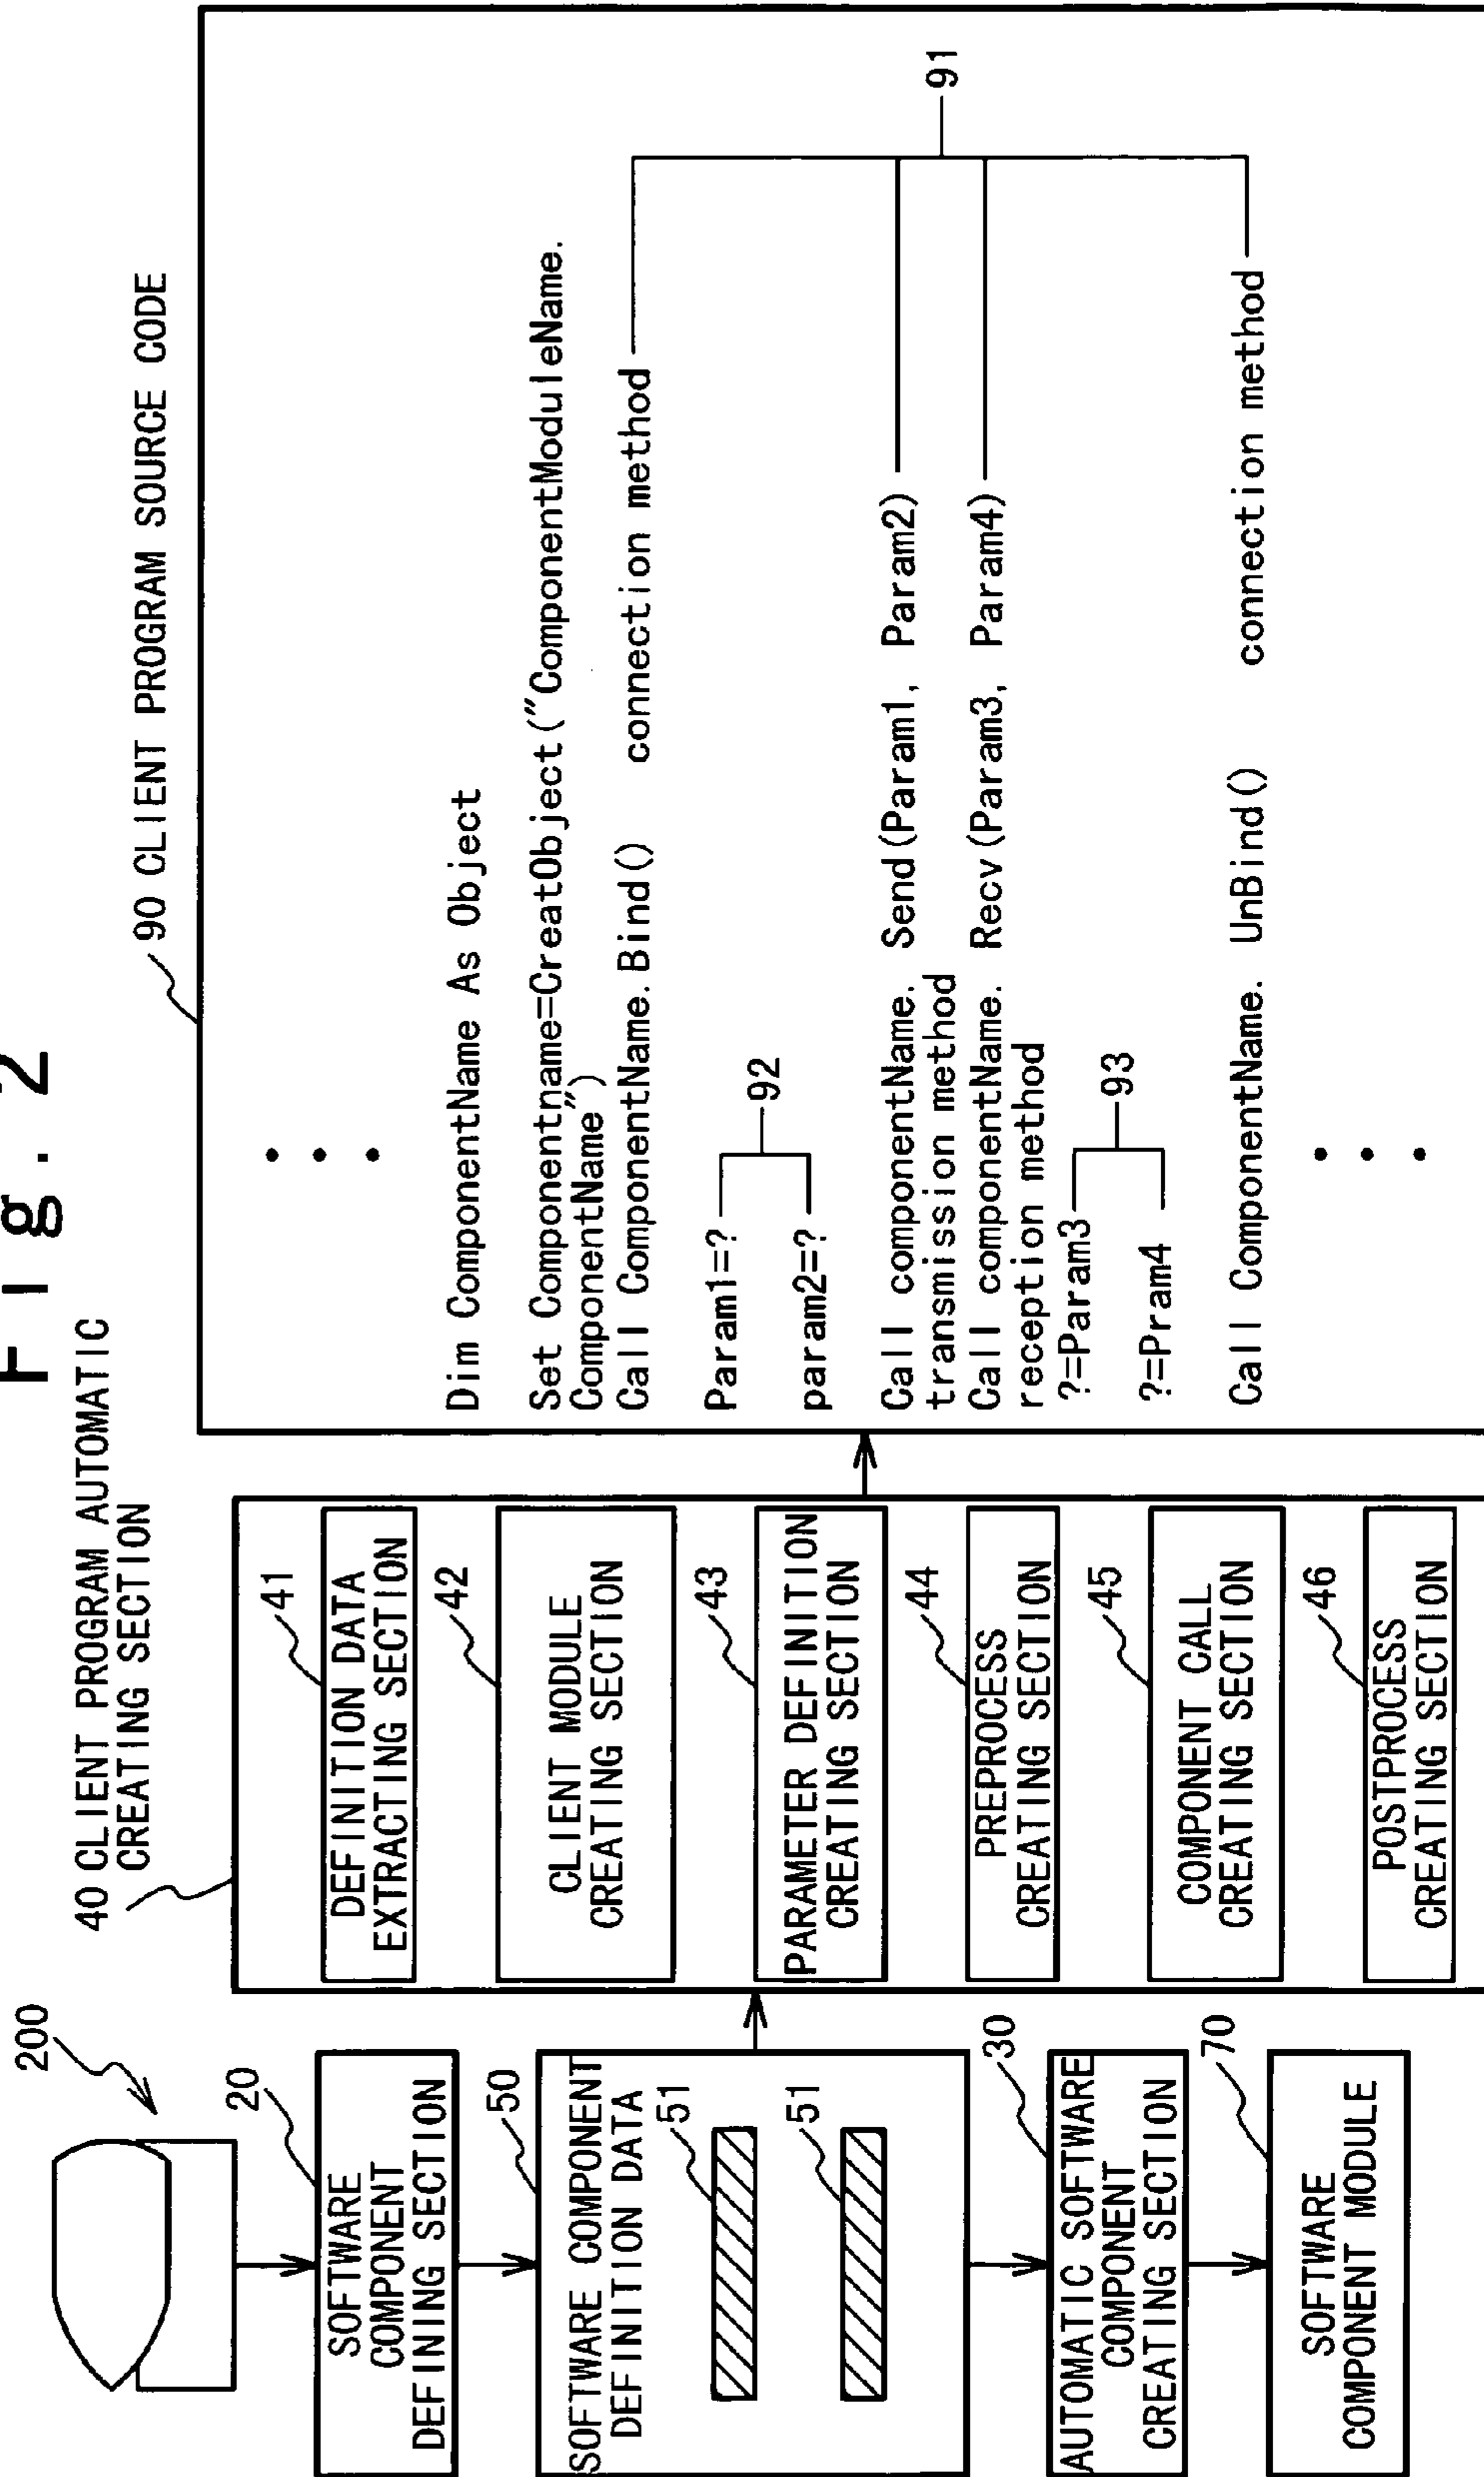 Fig. 2
200
20
SOFTWARE
COMPONENT
DEFINING SECTION
50
SOFTWARE COMPONENT
DEFINITION DATA
51
51
30
AUTOMATIC SOFTWARE
COMPONENT
CREATING SECTION
70
SOFTWARE
COMPONENT MODULE
40 CLIENT PROGRAM AUTOMATIC
CREATING SECTION
41
DEFINITION DATA
EXTRACTING SECTION
42
CLIENT MODULE
CREATING SECTION
43
PARAMETER DEFINITION
CREATING SECTION
44
PREPROCESS
CREATING SECTION
45
COMPONENT CALL
CREATING SECTION
46
POSTPROCESS
CREATING SECTION
90 CLIENT PROGRAM SOURCE CODE
Dim ComponentName As Object
Set Componentname=CreatObject("ComponentModuleName.
ComponentName")
Call ComponentName.Bind() connection method
Param1=?
92
param2=?
Call componentName. Send(Param1, Param2)
transmission method
Call componentName. Recv(Param3, Param4)
reception method
91
?=Param3
93
?=Pram4
Call ComponentName. UnBind() connection method